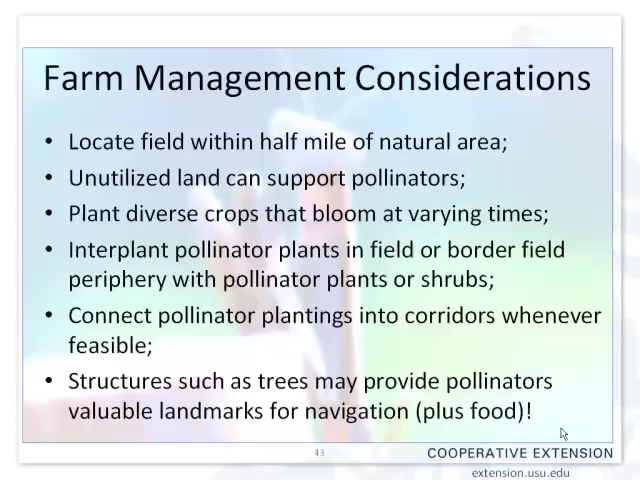 Farm Management Considerations
• Locate field within half mile of natural area;
• Unutilized land can support pollinators;
• Plant diverse crops that bloom at varying times;
• Interplant pollinator plants in field or border field
periphery with pollinator plants or shrubs;
• Connect pollinator plantings into corridors whenever
feasible;
• Structures such as trees may provide pollinators
valuable landmarks for navigation (plus food)!
43
COOPERATIVE EXTENSION
extension.usu.edu